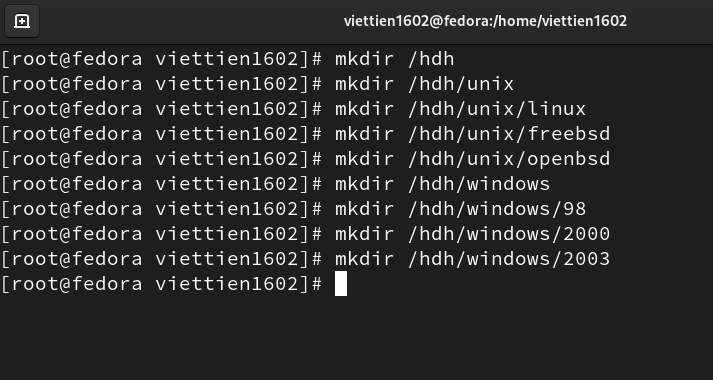 viettien1602@fedora:/home/viettien1602
[root@fedora viettien1602]# mkdir /hdh
[root@fedora viettien1602]# mkdir /hdh/unix
[root@fedora viettien1602]# mkdir /hdh/unix/linux
[root@fedora viettien1602]# mkdir /hdh/unix/freebsd
[root@fedora viettien1602]# mkdir /hdh/unix/openbsd
[root@fedora viettien1602]# mkdir /hdh/windows
[root@fedora viettien1602]# mkdir /hdh/windows/98
[root@fedora viettien1602]# mkdir /hdh/windows/2000
[root@fedora viettien1602]# mkdir /hdh/windows/2003
[root@fedora viettien1602]#